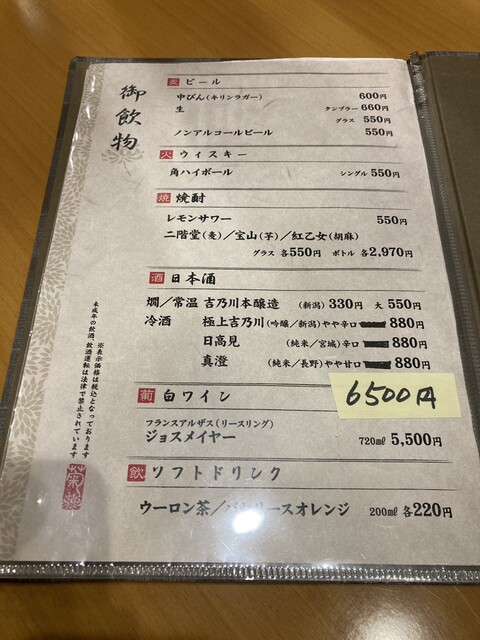 御飲物
麦 ビール
中びん(キリンラガー) 600円
生 タンブラー 660円
グラス 550円
ノンアルコールビール 550円
火 ウィスキー
角ハイボール シングル 550円
焼 焼酎
レモンサワー 550円
二階堂(麦)/宝山(芋)/紅乙女(胡麻)
グラス 各550円 ボトル 各2,970円
酒 日本酒
燗/常温 吉乃川本醸造 (新潟) 330円 大 550円
冷酒 極上吉乃川(吟醸/新潟)やや辛口 880円
日高見 (純米/宮城)辛口 880円
真澄 (純米/長野)やや甘口 880円
葡 白ワイン
6500円
フランスアルザス(リースリング)
ジョスメイヤー 720㎖ 5,500円
飲 ソフトドリンク
ウーロン茶/バヤリースオレンジ 200㎖ 各220円
※表示価格は税込となっております
未成年の飲酒、飲酒運転は法律で禁止されています